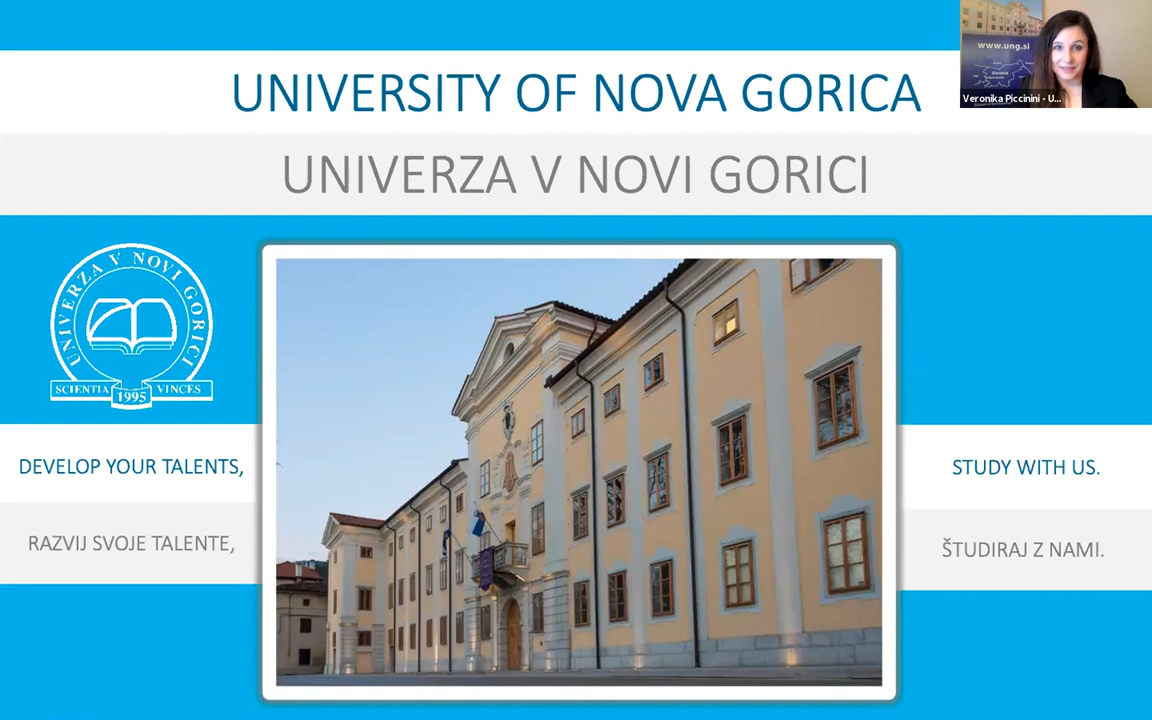 UNIVERSITY OF NOVA GORICA
UNIVERZA V NOVI GORICI
www.ung.si
Slovenia
Veronika Piccinini - U...
UNIVERZA V NOVI GORICI
SCIENTIA 1995 VINCES
DEVELOP YOUR TALENTS,
STUDY WITH US.
RAZVIJ SVOJE TALENTE,
ŠTUDIRAJ Z NAMI.